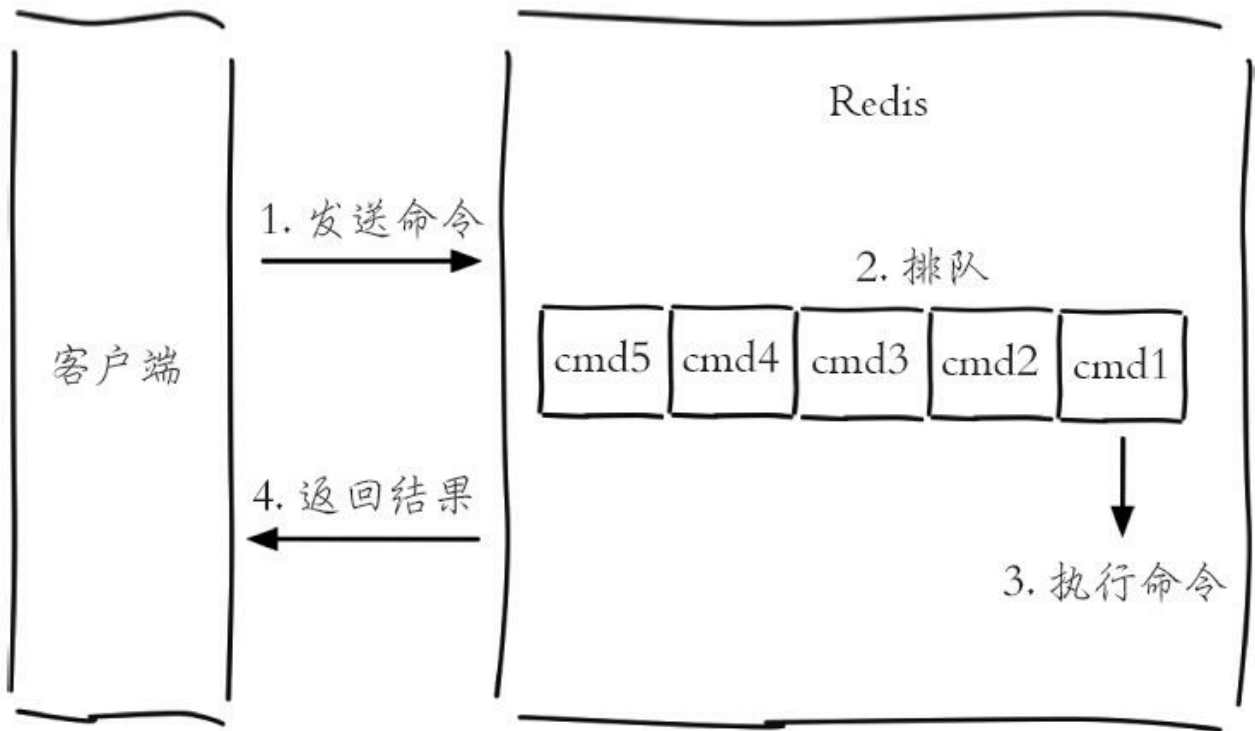 Redis
1. 发送命令
2. 排队
客户端
cmd5 cmd4 cmd3 cmd2 cmd1
4. 返回结果
3. 执行命令